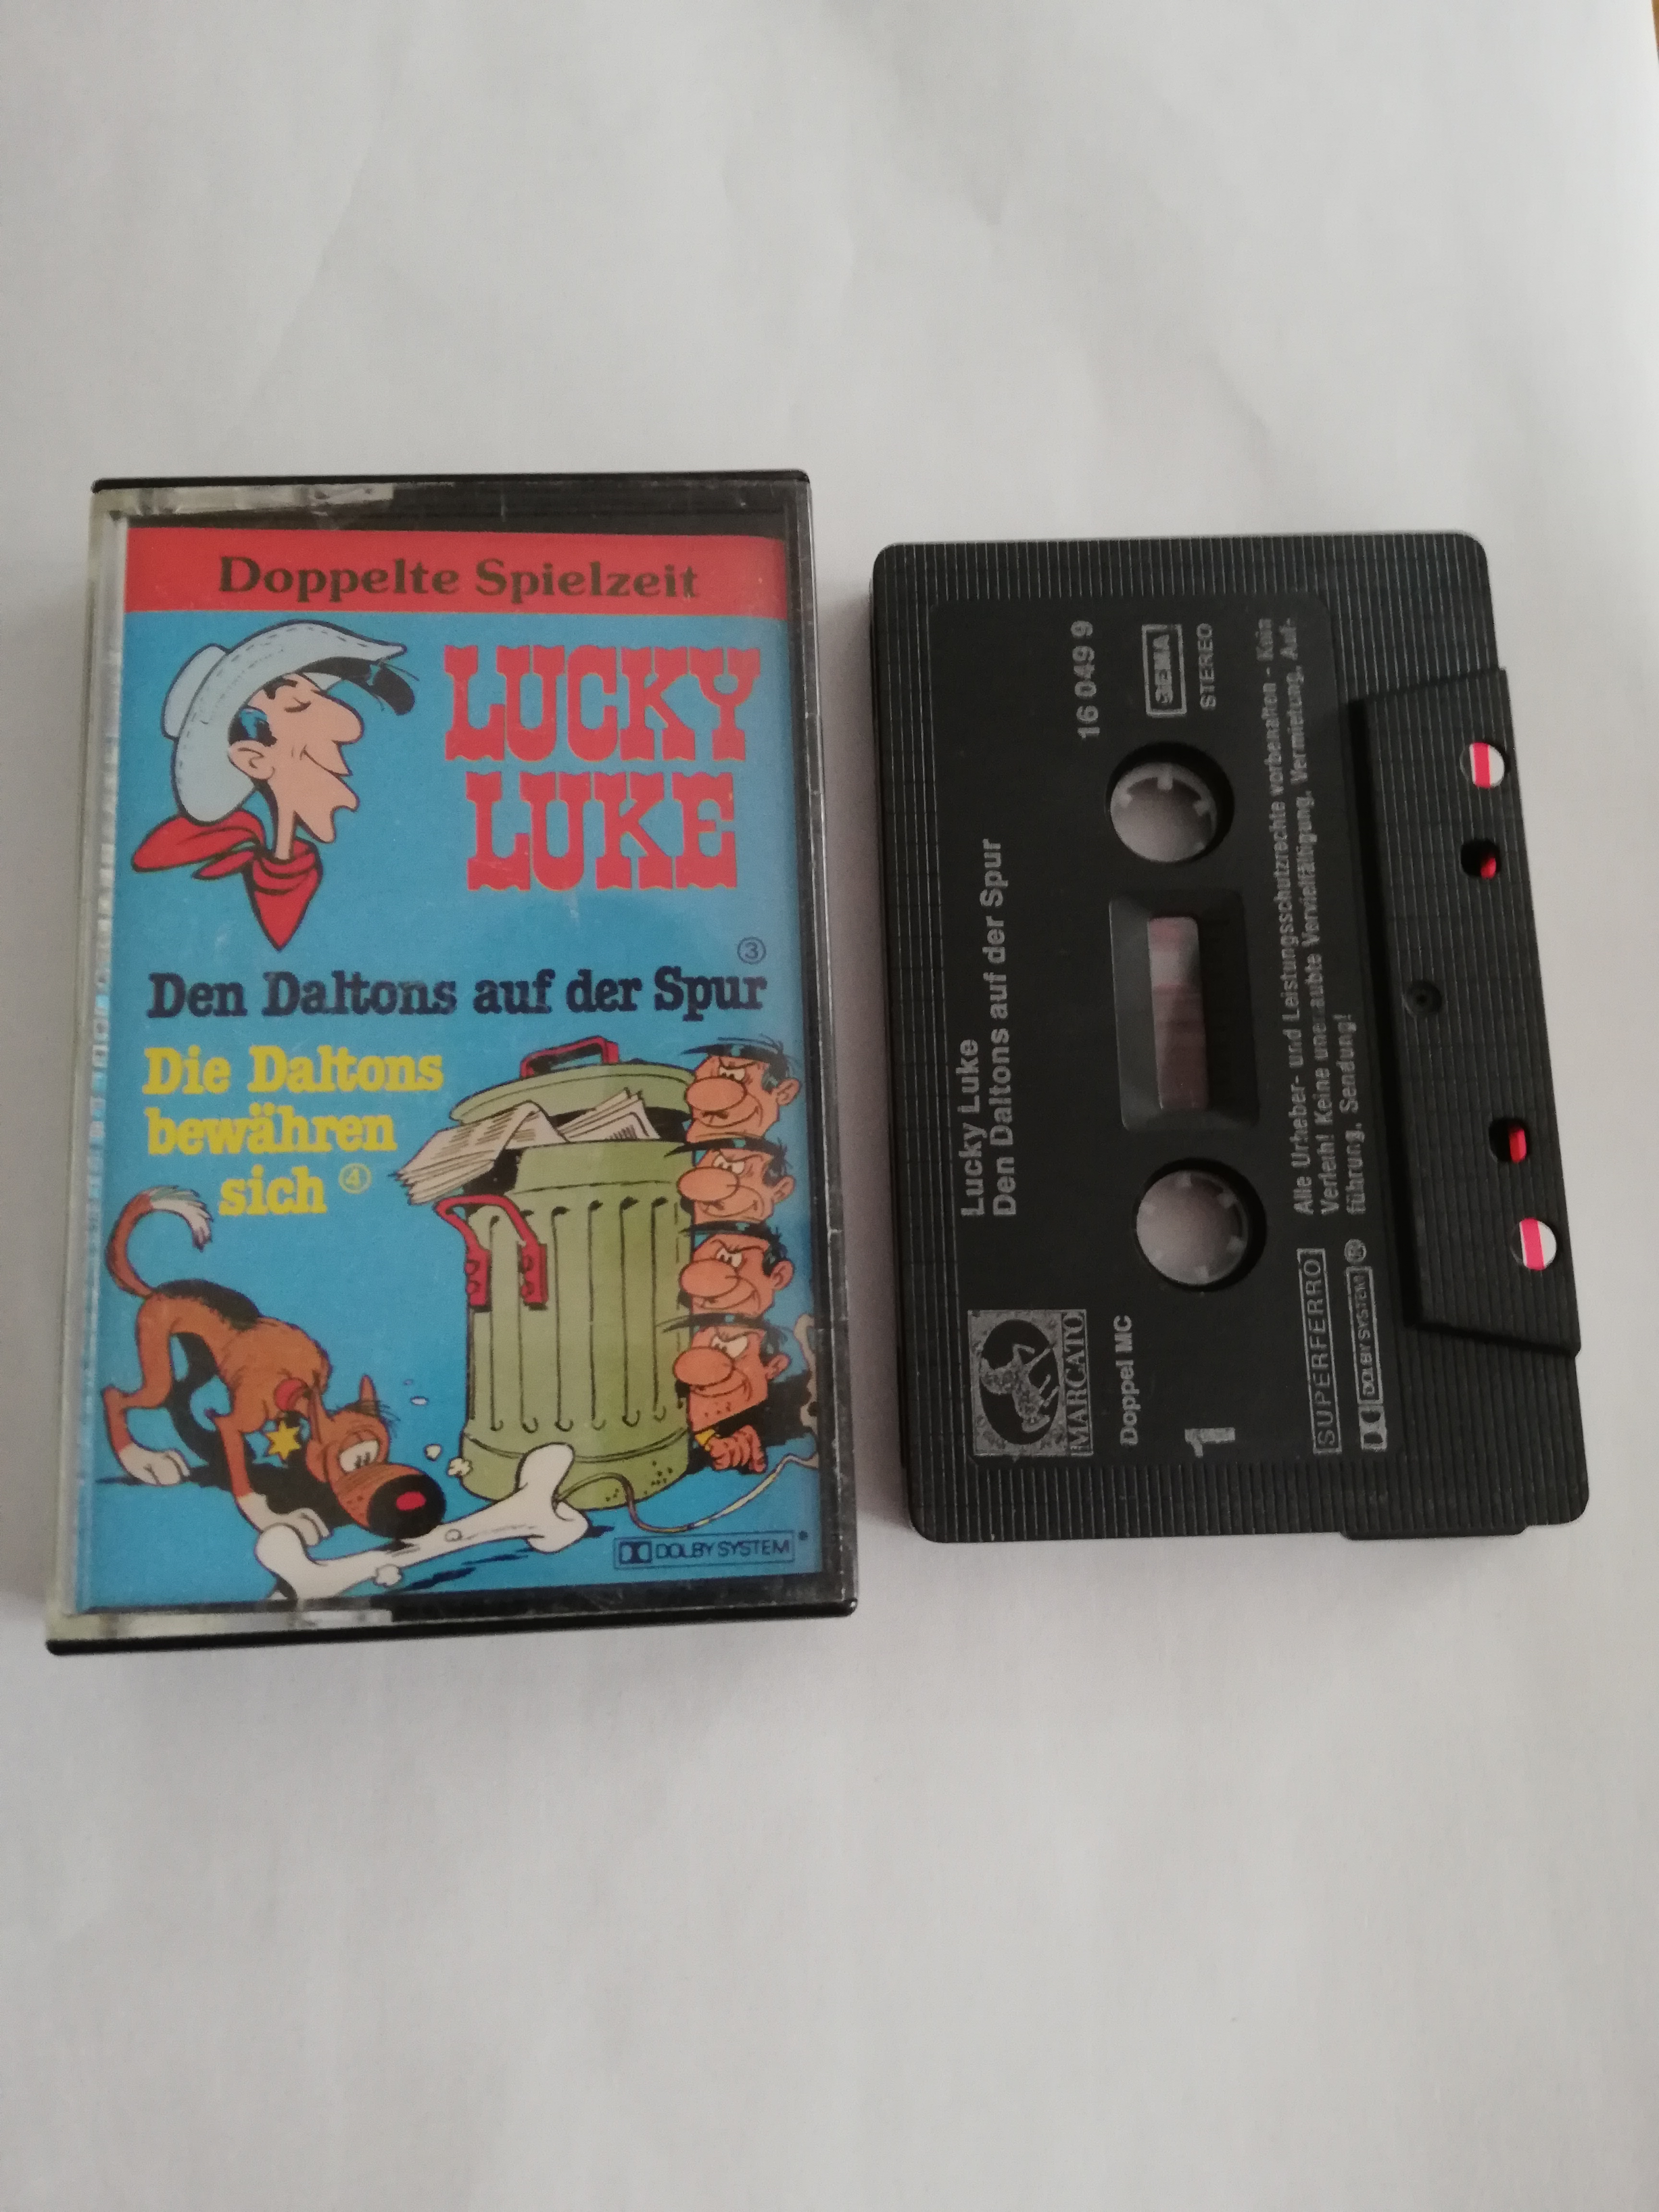 Doppelte Spielzeit
LUCKY
LUKE
③
Den Daltons auf der Spur
Die Daltons
bewähren
sich ④
DOLBY SYSTEM
Lucky Luke
Den Daltons auf der Spur
16 049 9
GEMA
STEREO
MARCATO
Doppel MC
1
SUPERFERRO
DOLBY SYSTEM ®
Alle Urheber- und Leistungsschutzrechte vorbehalten - Kein
Verleih! Keine unerlaubte Vervielfältigung, Vermietung, Auf-
führung, Sendung!